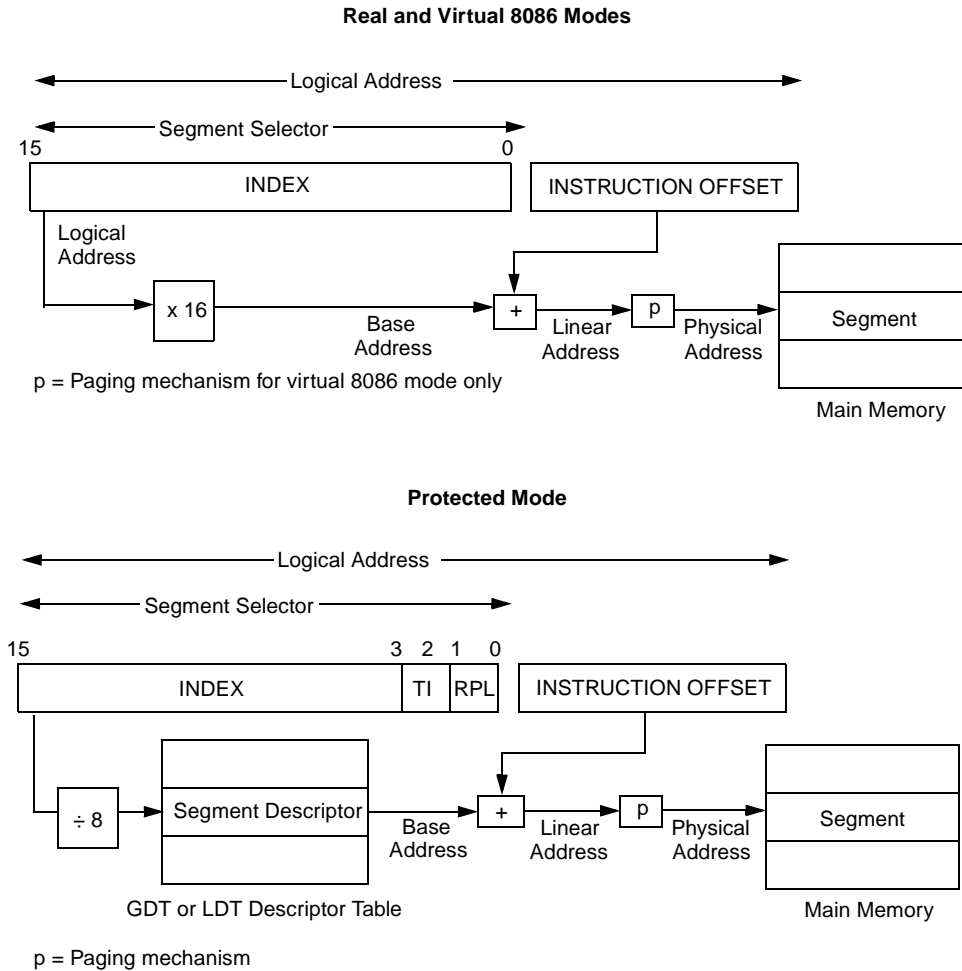 Real and Virtual 8086 Modes
Logical Address
Segment Selector
15 0
INDEX
INSTRUCTION OFFSET
Logical
Address
x 16
Base
Address
+
Linear
Address
p
Physical
Address
Segment
p = Paging mechanism for virtual 8086 mode only
Main Memory
Protected Mode
Logical Address
Segment Selector
15 3 2 1 0
INDEX
TI
RPL
INSTRUCTION OFFSET
÷ 8
Segment Descriptor
Base
Address
+
Linear
Address
p
Physical
Address
Segment
GDT or LDT Descriptor Table
Main Memory
p = Paging mechanism